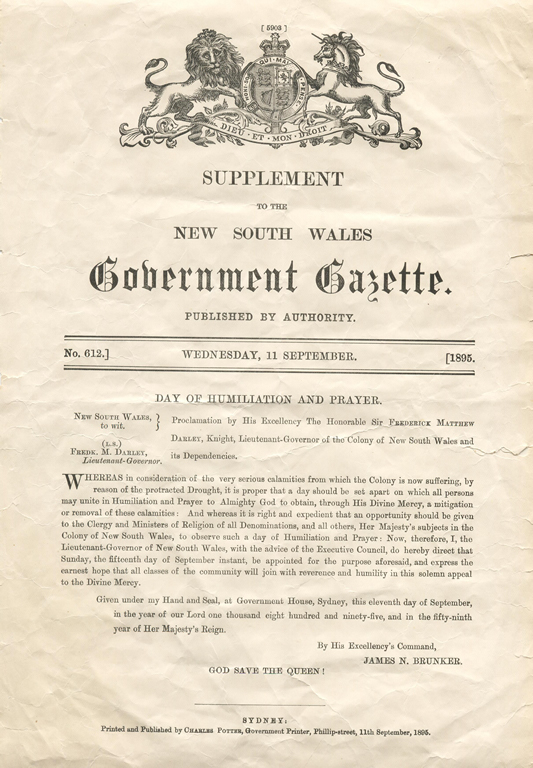 [ 5903 ]
HONI·SOIT QUI·MAL·Y PENSE
DIEU·ET·MON·DROIT
SUPPLEMENT
TO THE
NEW SOUTH WALES
Government Gazette.
PUBLISHED BY AUTHORITY.
No. 612.] WEDNESDAY, 11 SEPTEMBER. [1895.
DAY OF HUMILIATION AND PRAYER.
NEW SOUTH WALES, }
to wit.
(L.S.)
FREDK. M. DARLEY,
Lieutenant-Governor.
Proclamation by His Excellency The Honorable Sir FREDERICK MATTHEW
DARLEY, Knight, Lieutenant-Governor of the Colony of New South Wales and
its Dependencies.
WHEREAS in consideration of the very serious calamities from which the Colony is now suffering, by
reason of the protracted Drought, it is proper that a day should be set apart on which all persons
may unite in Humiliation and Prayer to Almighty God to obtain, through His Divine Mercy, a mitigation
or removal of these calamities: And whereas it is right and expedient that an opportunity should be given
to the Clergy and Ministers of Religion of all Denominations, and all others, Her Majesty's subjects in the
Colony of New South Wales, to observe such a day of Humiliation and Prayer: Now, therefore, I, the
Lieutenant-Governor of New South Wales, with the advice of the Executive Council, do hereby direct that
Sunday, the fifteenth day of September instant, be appointed for the purpose aforesaid, and express the
earnest hope that all classes of the community will join with reverence and humility in this solemn appeal
to the Divine Mercy.
Given under my Hand and Seal, at Government House, Sydney, this eleventh day of September,
in the year of our Lord one thousand eight hundred and ninety-five, and in the fifty-ninth
year of Her Majesty's Reign.
By His Excellency's Command,
JAMES N. BRUNKER.
GOD SAVE THE QUEEN!
SYDNEY:
Printed and Published by CHARLES POTTER, Government Printer, Phillip-street, 11th September, 1895.